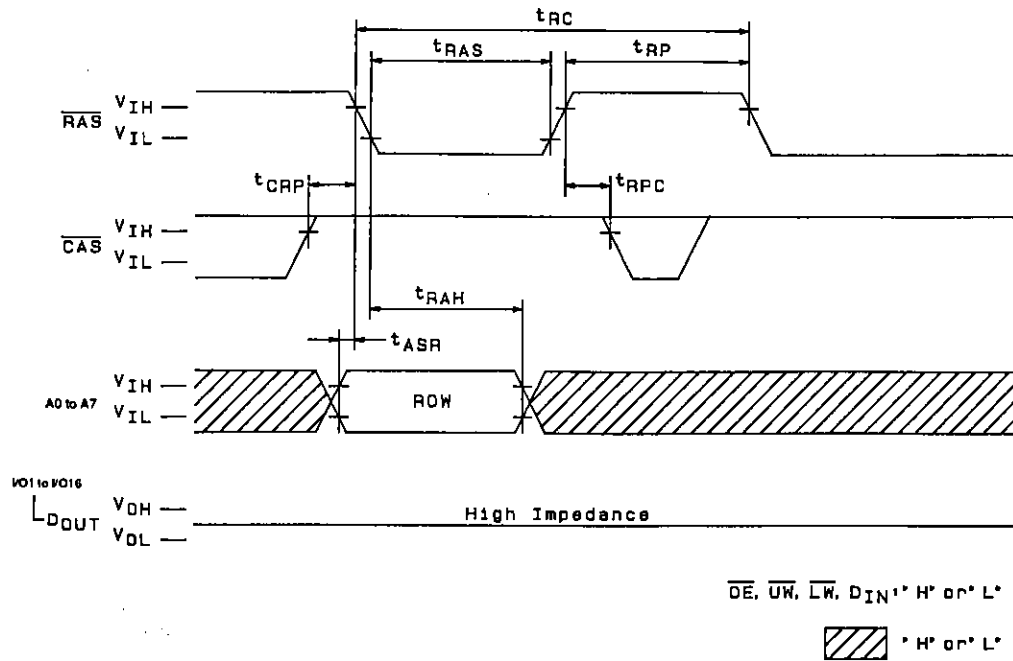 tRC
tRAS
tRP
RAS
VIH
VIL
tCRP
tRPC
CAS
VIH
VIL
tRAH
tASR
A0 to A7
VIH
VIL
ROW
I/O1 to I/O16
DOUT
VOH
VOL
High Impedance
OE, UW, LW, DIN : "H" or "L"
"H" or "L"